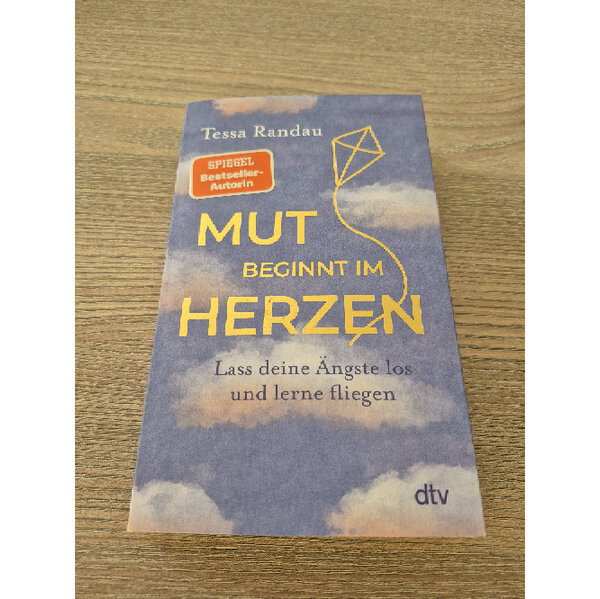 Tessa Randau
SPIEGEL
Bestseller-
Autorin
MUT
BEGINNT IM
HERZEN
Lass deine Ängste los
und lerne fliegen
dtv